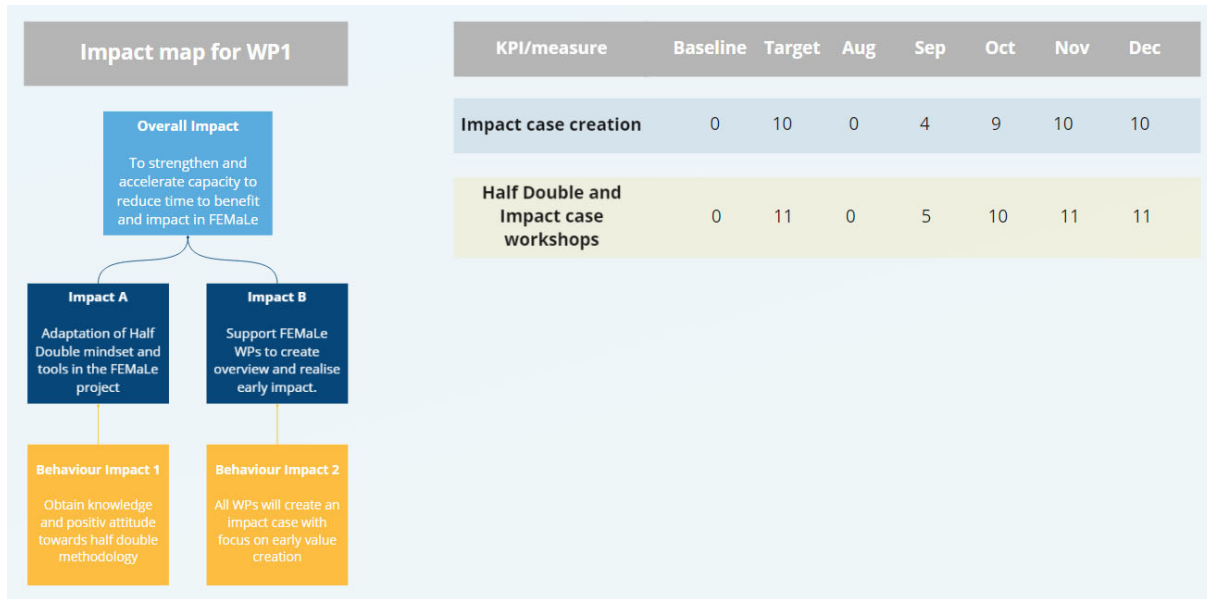 Impact map for WP1
Overall Impact
To strengthen and
accelerate capacity to
reduce time to benefit
and impact in FEMaLe
Impact A
Adaptation of Half
Double mindset and
tools in the FEMaLe
project
Impact B
Support FEMaLe
WPs to create
overview and realise
early impact.
Behaviour Impact 1
Obtain knowledge
and positiv attitude
towards half double
methodology
Behaviour Impact 2
All WPs will create an
impact case with
focus on early value
creation
KPI/measure Baseline Target Aug Sep Oct Nov Dec
Impact case creation 0 10 0 4 9 10 10
Half Double and
Impact case 0 11 0 5 10 11 11
workshops